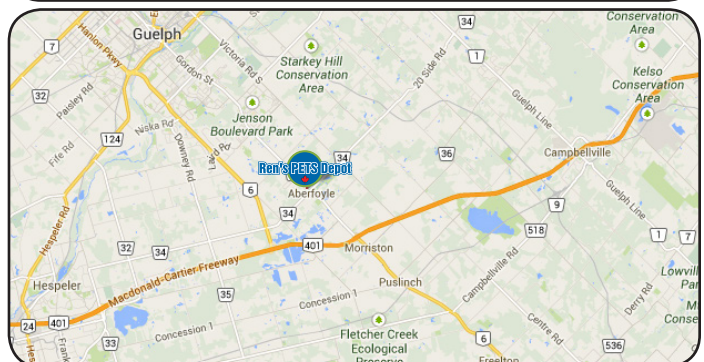 Conservation
Area
Guelph
34
7
Hanlon Pkwy
Victoria Rd S
Starkey Hill
Conservation
Area
1
Kelso
Conservation
Area
Gordon St
20 Side Rd
32
Paisley Rd
Guelph Line
Jenson
Boulevard Park
Niska Rd
124
Downey Rd
Fife Rd
Ren's PETS Depot
34
36
Campbellville
Aberfoyle
6
Guelph Line
Hespeler Rd
34
9
32
34
401
Morriston
518
1
7
Macdonald-Cartier Freeway
Campbellville Rd
Hespeler
35
Puslinch
Derry Rd
Concession 1
24
401
Concession 1
Fletcher Creek
Ecological
Preserve
Centre Rd
33
6
536
Freelton